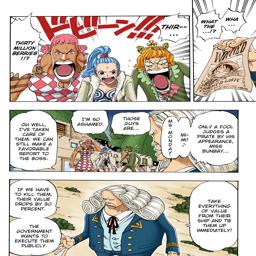 WHA ...
WHAT
THE ..!?
THIR---
THIRTY
MILLION
BERRIES
!!?
ONLY A FOOL
JUDGES A
PIRATE BY HIS
APPEARANCE,
MISS
MS.
MONDAY
THOSE
GUYS
ARE....
I'M SO
ASHAMED.
OH WELL,
I'VE TAKEN
CARE OF
THEM. WE CAN
STILL MAKE A
FAVORABLE
REPORT TO
THE BOSS.
TAKE
EVERYTHING
OF VALUE FROM
THEIR SHIP
AND TIE
THEM UP
IMMEDIATELY!
IF WE HAVE
TO KILL THEM,
THEIR VALUE
DROPS BY 30
PERCENT.
THE
GOVERNMENT
WANTS TO
EXECUTE THEM
PUBLICLY.